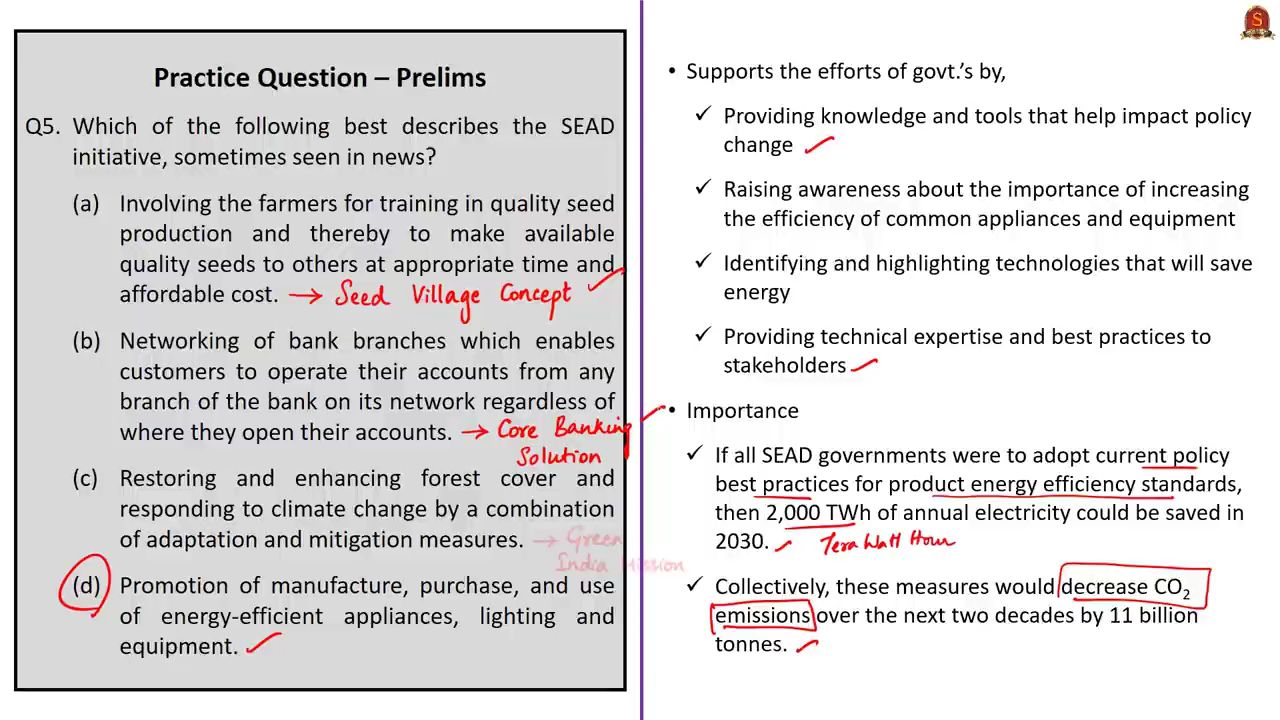 Practice Question – Prelims
Q5. Which of the following best describes the SEAD
initiative, sometimes seen in news?
(a) Involving the farmers for training in quality seed
production and thereby to make available
quality seeds to others at appropriate time and
affordable cost. → Seed Village Concept
(b) Networking of bank branches which enables
customers to operate their accounts from any
branch of the bank on its network regardless of
where they open their accounts. → Core Banking
Solution
(c) Restoring and enhancing forest cover and
responding to climate change by a combination
of adaptation and mitigation measures. → Green
India Mission
(d) Promotion of manufacture, purchase, and use
of energy-efficient appliances, lighting and
equipment.
• Supports the efforts of govt.'s by,
✓ Providing knowledge and tools that help impact policy
change
✓ Raising awareness about the importance of increasing
the efficiency of common appliances and equipment
✓ Identifying and highlighting technologies that will save
energy
✓ Providing technical expertise and best practices to
stakeholders
• Importance
✓ If all SEAD governments were to adopt current policy
best practices for product energy efficiency standards,
then 2,000 TWh of annual electricity could be saved in
2030. Tera Watt Hour
✓ Collectively, these measures would decrease CO₂
emissions over the next two decades by 11 billion
tonnes.
S